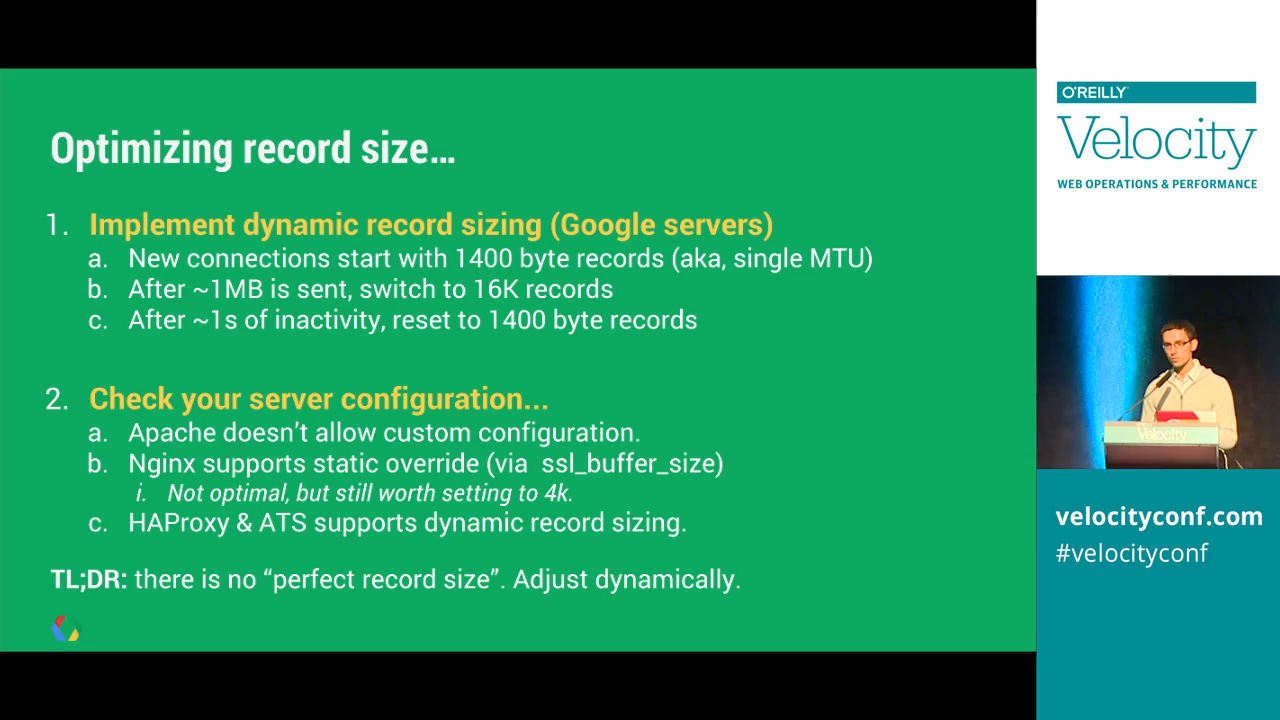 Optimizing record size...
1. Implement dynamic record sizing (Google servers)
a. New connections start with 1400 byte records (aka, single MTU)
b. After ~1MB is sent, switch to 16K records
c. After ~1s of inactivity, reset to 1400 byte records
2. Check your server configuration...
a. Apache doesn't allow custom configuration.
b. Nginx supports static override (via ssl_buffer_size)
i. Not optimal, but still worth setting to 4k.
c. HAProxy & ATS supports dynamic record sizing.
TL;DR: there is no “perfect record size”. Adjust dynamically.
O'REILLY
Velocity
WEB OPERATIONS & PERFORMANCE
Velocity
velocityconf.com
#velocityconf